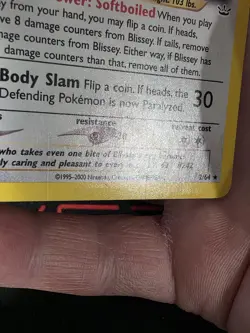 wer: Softboiled When you play
y from your hand, you may flip a coin. If heads,
e 8 damage counters from Blissey. If tails, remove
damage counters from Blissey. Either way, if Blissey has
damage counters than that, remove all of them.
Body Slam Flip a coin. If heads, the
Defending Pokémon is now Paralyzed. 30
resistance retreat cost
who takes even one bite of
ly caring and pleasant to every
©1995-2000 Nintendo,
2/64 ★